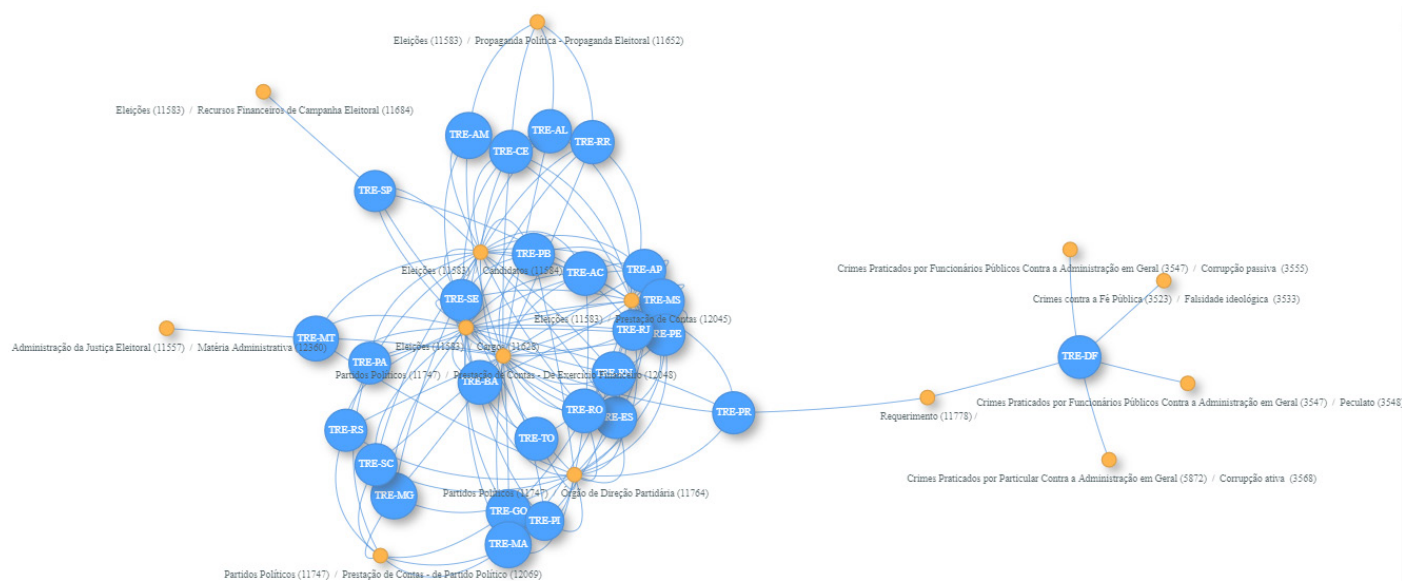 Eleições (11583) / Propaganda Política - Propaganda Eleitoral (11652)
Eleições (11583) / Recursos Financeiros de Campanha Eleitoral (11684)
TRE-AM
TRE-CE
TRE-AL
TRE-RR
TRE-SP
TRE-PB
TRE-AC
TRE-AP
Eleições (11583) / Candidatos (11584)
Crimes Praticados por Funcionários Públicos Contra a Administração em Geral (3547) / Corrupção passiva (3555)
TRE-SE
TRE-MS
Crimes contra a Fé Pública (3523) / Falsidade ideológica (3533)
Eleições (11583) / Prestação de Contas (12045)
TRE-RJ
RE-PE
TRE-MT
Administração da Justiça Eleitoral (11557) / Matéria Administrativa (12360)
Eleições (11583) / Cargos (11628)
TRE-DF
TRE-PA
Partidos Políticos (11747) / Prestação de Contas - De Exercício Financeiro (12048)
TRE-RN
TRE-BA
Crimes Praticados por Funcionários Públicos Contra a Administração em Geral (3547) / Peculato (3548)
TRE-RO
RE-ES
TRE-PR
Requerimento (11778) /
TRE-RS
TRE-TO
TRE-SC
Crimes Praticados por Particular Contra a Administração em Geral (5872) / Corrupção ativa (3568)
Partidos Políticos (11747) / Órgão de Direção Partidária (11764)
TRE-MG
TRE-GO
TRE-PI
TRE-MA
Partidos Políticos (11747) / Prestação de Contas - de Partido Político (12069)